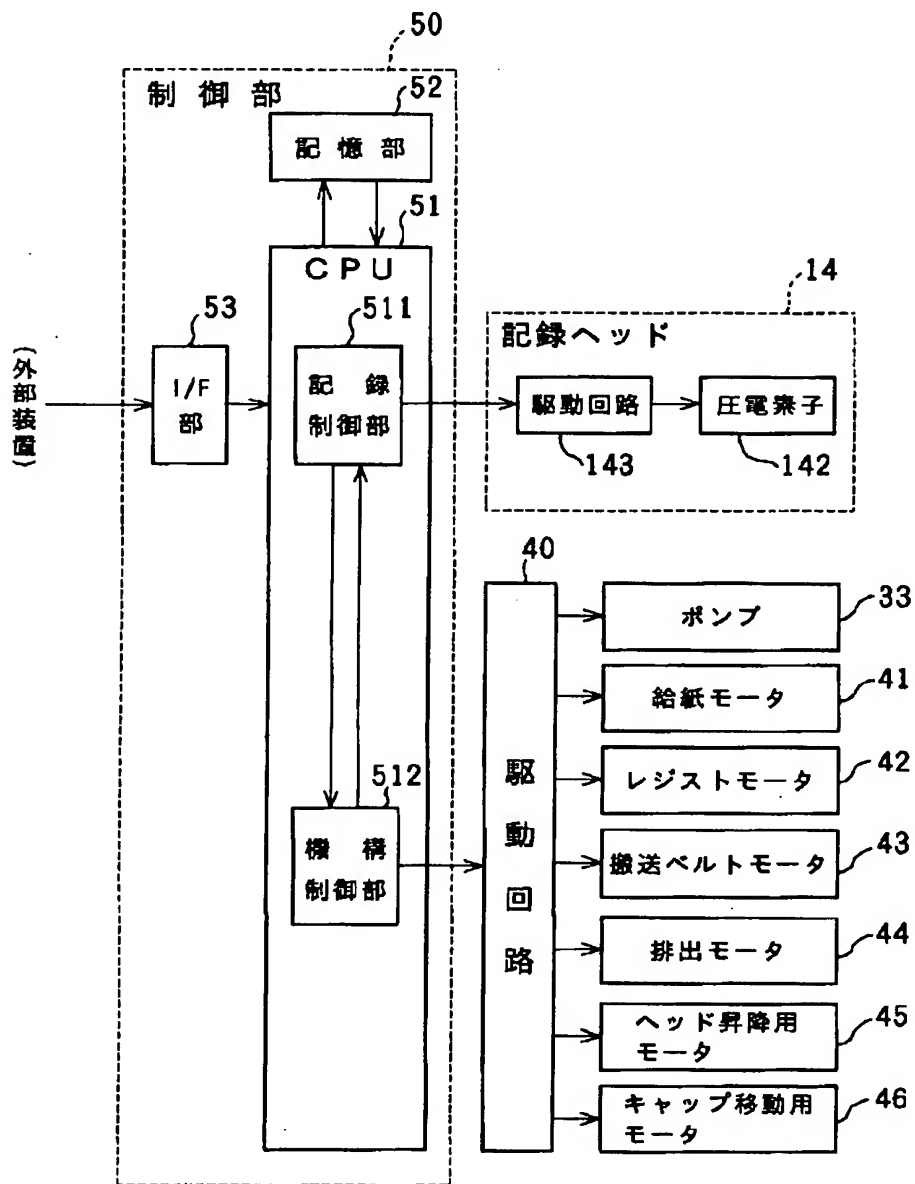 50
制御部
52
記憶部
51
CPU
14
53
511
記録ヘッド
(外部装置)
I/F
部
記録
制御部
駆動回路
圧電素子
143
142
40
33
ポンプ
41
給紙モータ
42
レジストモータ
512
駆動回路
43
機構
制御部
搬送ベルトモータ
44
排出モータ
45
ヘッド昇降用
モータ
46
キャップ移動用
モータ